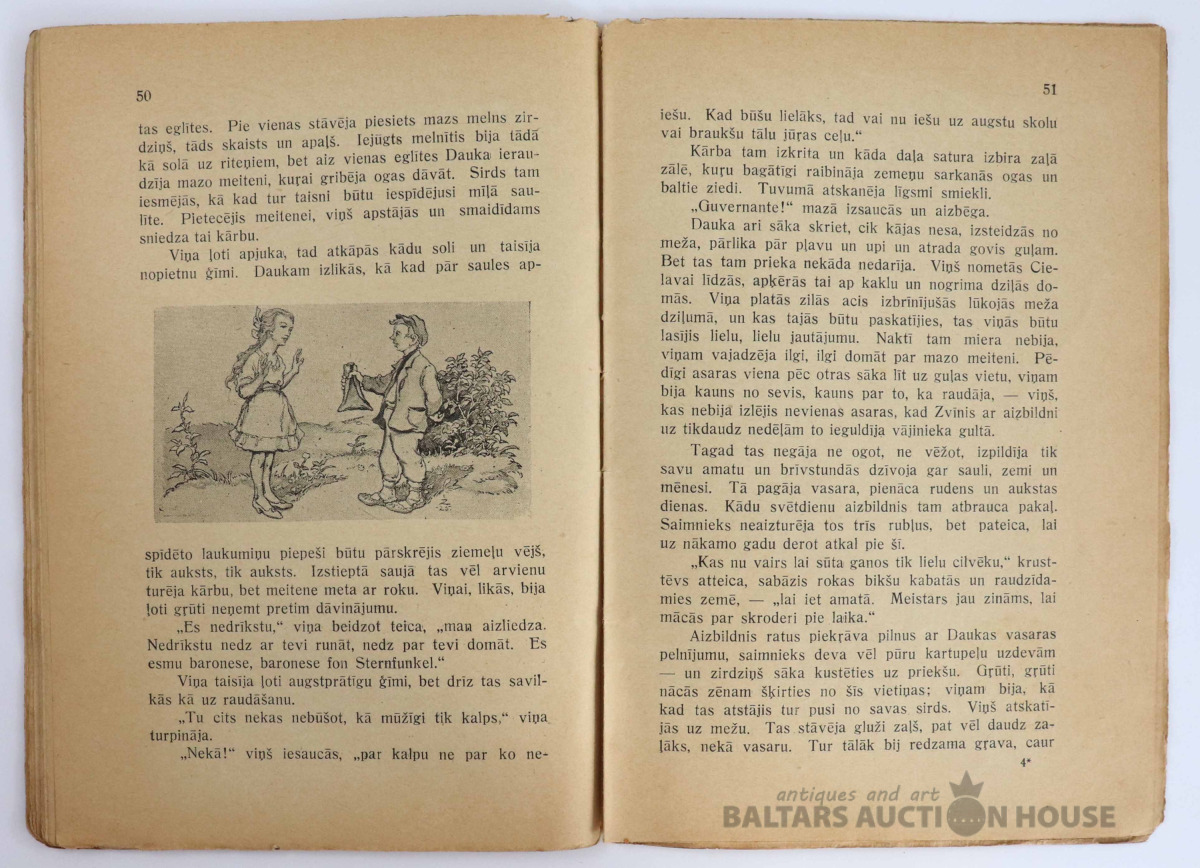 50
tas eglītes. Pie vienas stāvēja piesiets mazs melns zir-
dziņš, tāds skaists un apaļš. Iejūgts melnītis bija tādā
kā solā uz riteņiem, bet aiz vienas eglītes Dauka ierau-
dzīja mazo meiteni, kuŗai gribēja ogas dāvāt. Sirds tam
iesmējās, kā kad tur taisni būtu iespīdējusi mīļā sau-
līte. Pietecējis meitenei, viņš apstājās un smaidīdams
sniedza tai kārbu.
Viņa ļoti apjuka, tad atkāpās kādu soli un taisīja
nopietnu ģīmi. Daukam izlikās, kā kad pār saules ap-
spīdēto laukumiņu piepeši būtu pārskrējis ziemeļu vējš,
tik auksts, tik auksts. Izstieptā saujā tas vēl arvienu
turēja kārbu, bet meitene meta ar roku. Viņai, likās, bija
ļoti gŗūti neņemt pretim dāvinājumu.
„Es nedrīkstu,“ viņa beidzot teica, „man aizliedza.
Nedrīkstu nedz ar tevi runāt, nedz par tevi domāt. Es
esmu baronese, baronese fon Sternfunkel.“
Viņa taisīja ļoti augstprātīgu ģīmi, bet drīz tas savil-
kās kā uz raudāšanu.
„Tu cits nekas nebūšot, kā mūžīgi tik kalps,“ viņa
turpināja.
„Nekā!“ viņš iesaucās, „par kalpu ne par ko ne-
51
iešu. Kad būšu lielāks, tad vai nu iešu uz augstu skolu
vai braukšu tālu jūŗas ceļu.“
Kārba tam izkrita un kāda daļa satura izbira zaļā
zālē, kuŗu bagātīgi raibināja zemeņu sarkanās ogas un
baltie ziedi. Tuvumā atskanēja līgsmi smiekli.
„Guvernante!“ mazā izsaucās un aizbēga.
Dauka ari sāka skriet, cik kājas nesa, izsteidzās no
meža, pārlika pār pļavu un upi un atrada govis guļam.
Bet tas tam prieka nekāda nedarīja. Viņš nometās Cie-
lavai līdzās, apķērās tai ap kaklu un nogrima dziļās do-
mās. Viņa platās zilās acis izbrīnījušās lūkojās meža
dziļumā, un kas tajās būtu paskatījies, tas viņās būtu
lasījis lielu, lielu jautājumu. Naktī tam miera nebija,
viņam vajadzēja ilgi, ilgi domāt par mazo meiteni. Pē-
dīgi asaras viena pēc otras sāka līt uz guļas vietu, viņam
bija kauns no sevis, kauns par to, ka raudāja, — viņš,
kas nebija izlējis nevienas asaras, kad Zvinis ar aizbildni
uz tikdaudz nedēļām to ieguldīja vājinieka gultā.
Tagad tas negāja ne ogot, ne vēžot, izpildīja tik
savu amatu un brīvstundās dzīvoja gar sauli, zemi un
mēnesi. Tā pagāja vasara, pienāca rudens un aukstas
dienas. Kādu svētdienu aizbildnis tam atbrauca pakaļ.
Saimnieks neaizturēja tos trīs rubļus, bet pateica, lai
uz nākamo gadu derot atkal pie šī.
„Kas nu vairs lai sūta ganos tik lielu cilvēku,“ krust-
tēvs atteica, sabāzis rokas bikšu kabatās un raudzīda-
mies zemē, — „lai iet amatā. Meistars jau zināms, lai
mācās par skroderi pie laika.“
Aizbildnis ratus piekŗāva pilnus ar Daukas vasaras
pelnījumu, saimnieks deva vēl pūru kartupeļu uzdevām
— un zirdziņš sāka kustēties uz priekšu. Gŗūti, gŗūti
nācās zēnam šķirties no šīs vietiņas; viņam bija, kā
kad tas atstājis tur pusi no savas sirds. Viņš atskatī-
jās uz mežu. Tas stāvēja gluži zaļš, pat vēl daudz za-
ļāks, nekā vasaru. Tur tālāk bij redzama gŗava, caur
4*
antiques and art
BALTARS AUCTION HOUSE